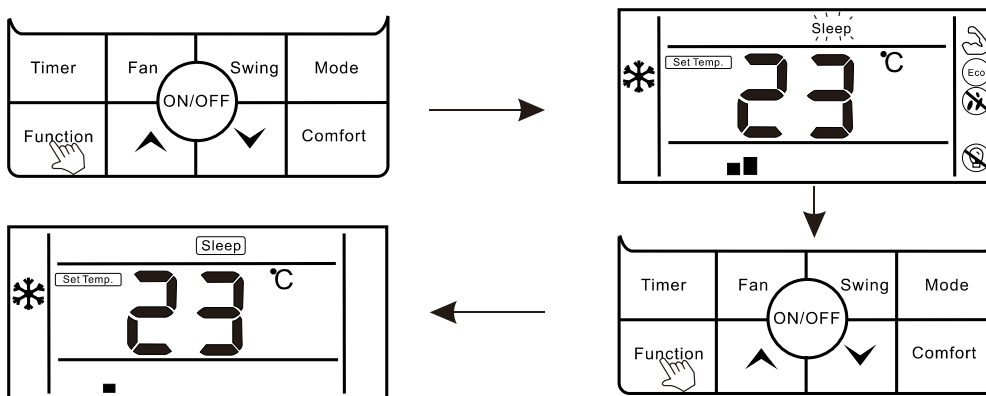 Timer Fan Swing Mode
ON/OFF
Function Comfort
Sleep
Set Temp. 23 °C
Eco
Sleep
Set Temp. 23 °C
Timer Fan Swing Mode
ON/OFF
Function Comfort